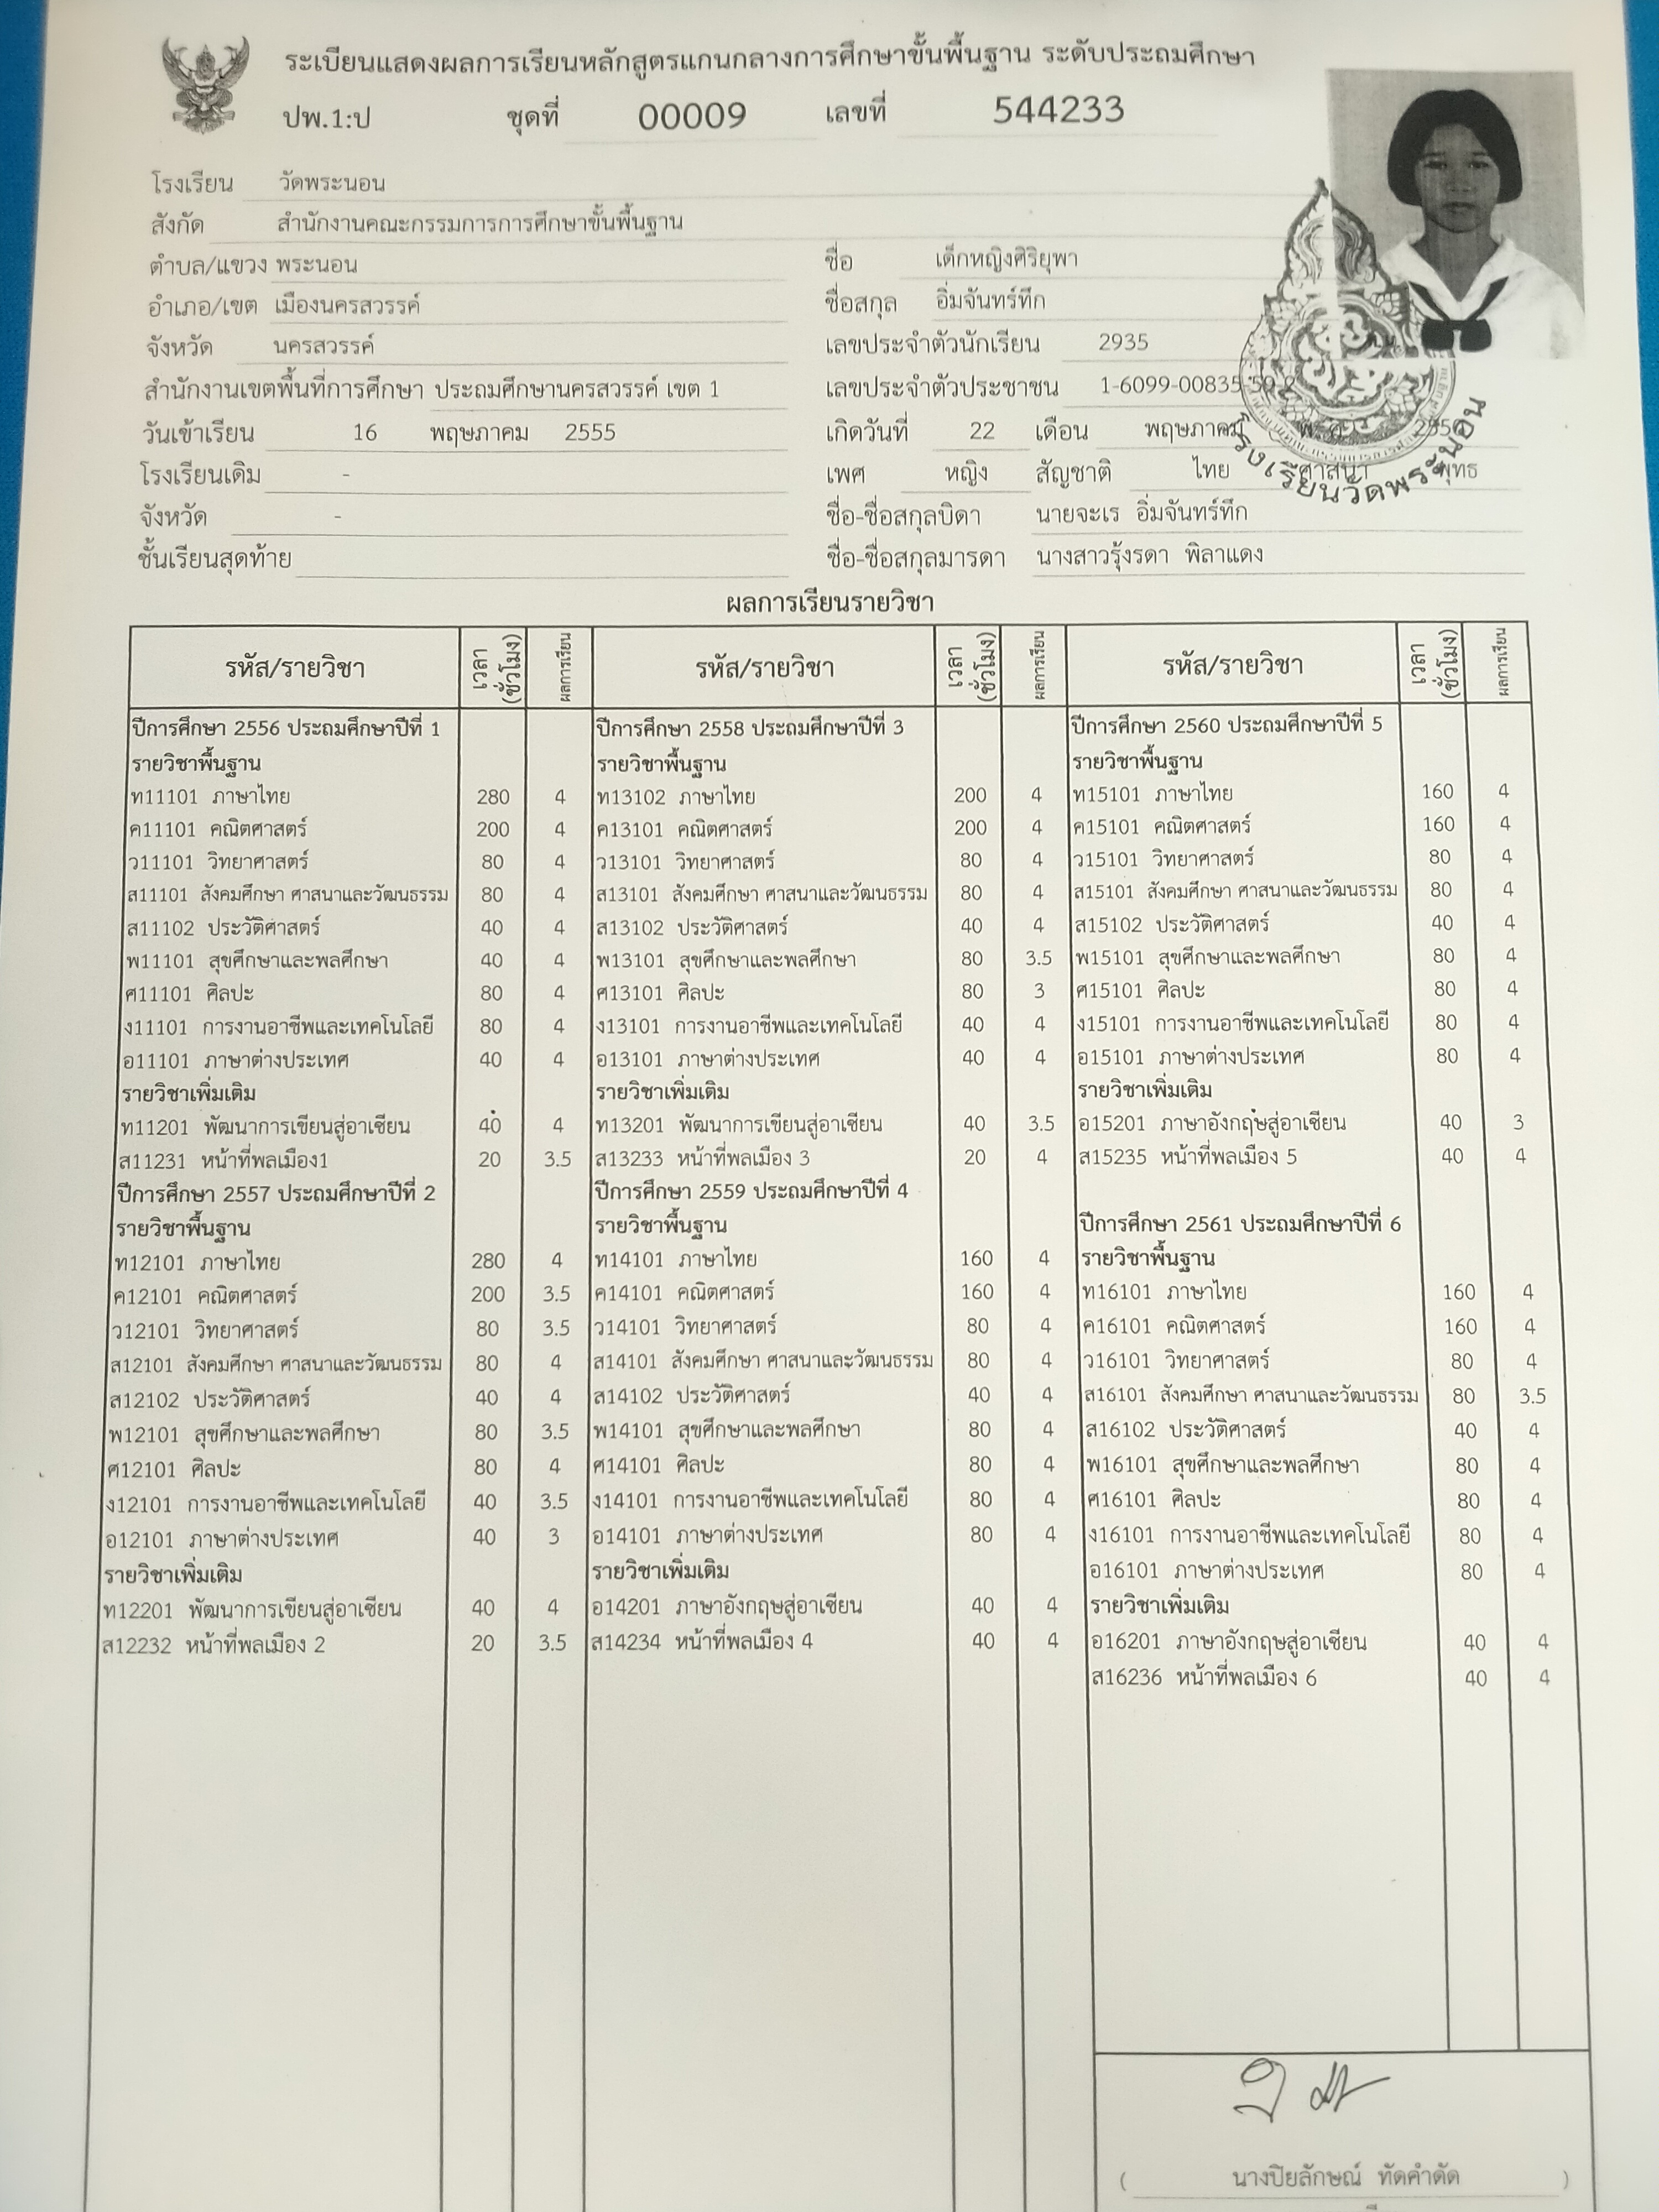 ระเบียนแสดงผลการเรียนหลักสูตรแกนกลางการศึกษาขั้นพื้นฐาน ระดับประถมศึกษา
ปพ.1:ป ชุดที่ 00009 เลขที่ 544233
โรงเรียน วัดพระนอน
สังกัด สำนักงานคณะกรรมการการศึกษาขั้นพื้นฐาน
ตำบล/แขวง พระนอน
อำเภอ/เขต เมืองนครสวรรค์
จังหวัด นครสวรรค์
สำนักงานเขตพื้นที่การศึกษา ประถมศึกษานครสวรรค์ เขต 1
วันเข้าเรียน 16 พฤษภาคม 2555
โรงเรียนเดิม -
จังหวัด -
ชั้นเรียนสุดท้าย
ชื่อ เด็กหญิงศิริยุพา
ชื่อสกุล อิ่มจันทร์ทึก
เลขประจำตัวนักเรียน 2935
เลขประจำตัวประชาชน 1-6099-00835-
เกิดวันที่ 22 เดือน พฤษภาคม
เพศ หญิง สัญชาติ ไทย ศาสนา พุทธ
ชื่อ-ชื่อสกุลบิดา นายจะเร อิ่มจันทร์ทึก
ชื่อ-ชื่อสกุลมารดา นางสาวรุ้งรดา พิลาแดง
โรงเรียนวัดพระนอน
ผลการเรียนรายวิชา
รหัส/รายวิชา เวลา (ชั่วโมง) ผลการเรียน
ปีการศึกษา 2556 ประถมศึกษาปีที่ 1
รายวิชาพื้นฐาน
ท11101 ภาษาไทย 280 4
ค11101 คณิตศาสตร์ 200 4
ว11101 วิทยาศาสตร์ 80 4
ส11101 สังคมศึกษา ศาสนาและวัฒนธรรม 80 4
ส11102 ประวัติศาสตร์ 40 4
พ11101 สุขศึกษาและพลศึกษา 40 4
ศ11101 ศิลปะ 80 4
ง11101 การงานอาชีพและเทคโนโลยี 80 4
อ11101 ภาษาต่างประเทศ 40 4
รายวิชาเพิ่มเติม
ท11201 พัฒนาการเขียนสู่อาเซียน 40 4
ส11231 หน้าที่พลเมือง1 20 3.5
ปีการศึกษา 2557 ประถมศึกษาปีที่ 2
รายวิชาพื้นฐาน
ท12101 ภาษาไทย 280 4
ค12101 คณิตศาสตร์ 200 3.5
ว12101 วิทยาศาสตร์ 80 3.5
ส12101 สังคมศึกษา ศาสนาและวัฒนธรรม 80 4
ส12102 ประวัติศาสตร์ 40 4
พ12101 สุขศึกษาและพลศึกษา 80 3.5
ศ12101 ศิลปะ 80 4
ง12101 การงานอาชีพและเทคโนโลยี 40 3.5
อ12101 ภาษาต่างประเทศ 40 3
รายวิชาเพิ่มเติม
ท12201 พัฒนาการเขียนสู่อาเซียน 40 4
ส12232 หน้าที่พลเมือง 2 20 3.5
รหัส/รายวิชา เวลา (ชั่วโมง) ผลการเรียน
ปีการศึกษา 2558 ประถมศึกษาปีที่ 3
รายวิชาพื้นฐาน
ท13102 ภาษาไทย 200 4
ค13101 คณิตศาสตร์ 200 4
ว13101 วิทยาศาสตร์ 80 4
ส13101 สังคมศึกษา ศาสนาและวัฒนธรรม 80 4
ส13102 ประวัติศาสตร์ 40 4
พ13101 สุขศึกษาและพลศึกษา 80 3.5
ศ13101 ศิลปะ 80 3
ง13101 การงานอาชีพและเทคโนโลยี 40 4
อ13101 ภาษาต่างประเทศ 40 4
รายวิชาเพิ่มเติม
ท13201 พัฒนาการเขียนสู่อาเซียน 40 3.5
ส13233 หน้าที่พลเมือง 3 20 4
ปีการศึกษา 2559 ประถมศึกษาปีที่ 4
รายวิชาพื้นฐาน
ท14101 ภาษาไทย 160 4
ค14101 คณิตศาสตร์ 160 4
ว14101 วิทยาศาสตร์ 80 4
ส14101 สังคมศึกษา ศาสนาและวัฒนธรรม 80 4
ส14102 ประวัติศาสตร์ 40 4
พ14101 สุขศึกษาและพลศึกษา 80 4
ศ14101 ศิลปะ 80 4
ง14101 การงานอาชีพและเทคโนโลยี 80 4
อ14101 ภาษาต่างประเทศ 80 4
รายวิชาเพิ่มเติม
อ14201 ภาษาอังกฤษสู่อาเซียน 40 4
ส14234 หน้าที่พลเมือง 4 40 4
รหัส/รายวิชา เวลา (ชั่วโมง) ผลการเรียน
ปีการศึกษา 2560 ประถมศึกษาปีที่ 5
รายวิชาพื้นฐาน
ท15101 ภาษาไทย 160 4
ค15101 คณิตศาสตร์ 160 4
ว15101 วิทยาศาสตร์ 80 4
ส15101 สังคมศึกษา ศาสนาและวัฒนธรรม 80 4
ส15102 ประวัติศาสตร์ 40 4
พ15101 สุขศึกษาและพลศึกษา 80 4
ศ15101 ศิลปะ 80 4
ง15101 การงานอาชีพและเทคโนโลยี 80 4
อ15101 ภาษาต่างประเทศ 80 4
รายวิชาเพิ่มเติม
อ15201 ภาษาอังกฤษสู่อาเซียน 40 3
ส15235 หน้าที่พลเมือง 5 40 4
ปีการศึกษา 2561 ประถมศึกษาปีที่ 6
รายวิชาพื้นฐาน
ท16101 ภาษาไทย 160 4
ค16101 คณิตศาสตร์ 160 4
ว16101 วิทยาศาสตร์ 80 4
ส16101 สังคมศึกษา ศาสนาและวัฒนธรรม 80 3.5
ส16102 ประวัติศาสตร์ 40 4
พ16101 สุขศึกษาและพลศึกษา 80 4
ศ16101 ศิลปะ 80 4
ง16101 การงานอาชีพและเทคโนโลยี 80 4
อ16101 ภาษาต่างประเทศ 80 4
รายวิชาเพิ่มเติม
อ16201 ภาษาอังกฤษสู่อาเซียน 40 4
ส16236 หน้าที่พลเมือง 6 40 4
( นางปิยลักษณ์ ทัดคำดัด )